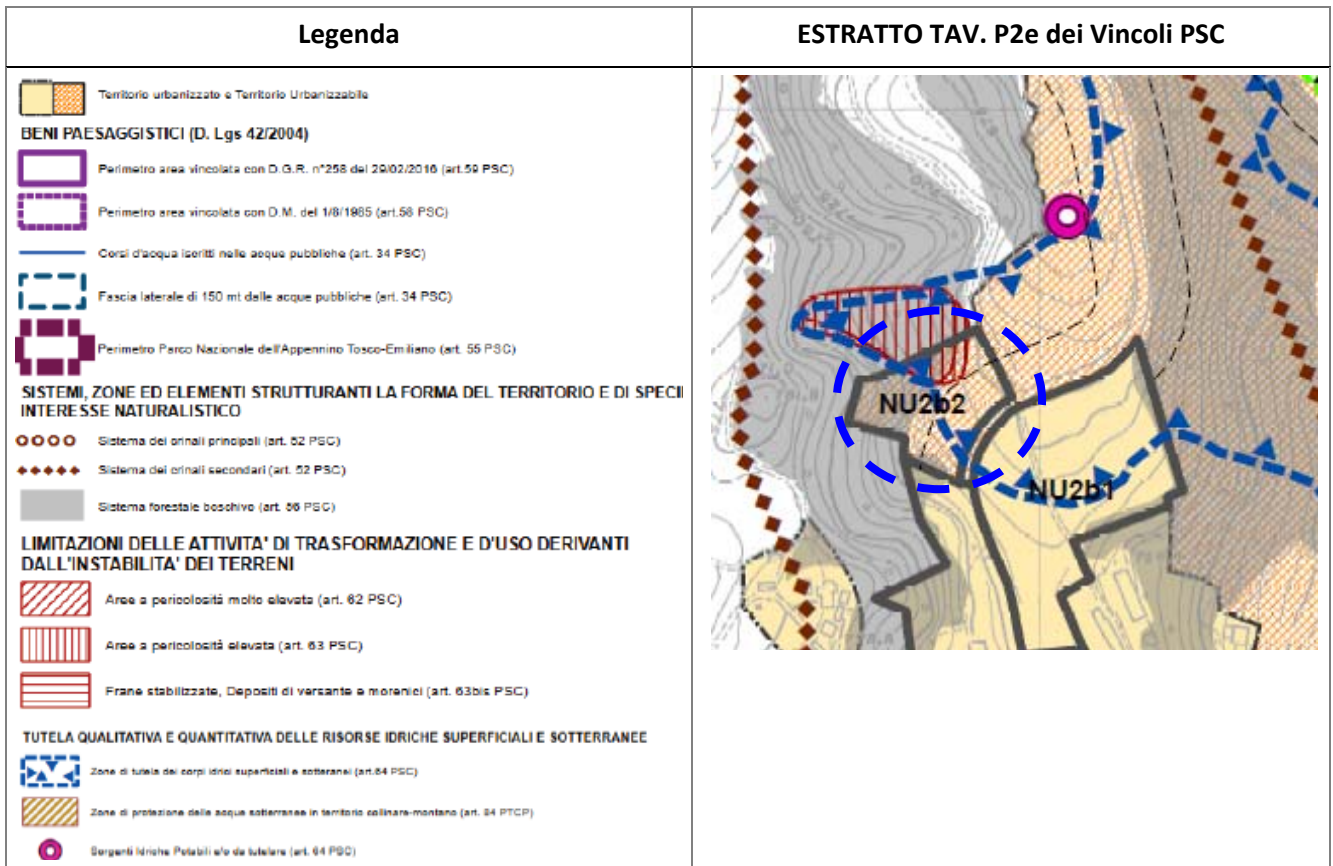 Legenda
ESTRATTO TAV. P2e dei Vincoli PSC
Territorio urbanizzato e Territorio Urbanizzabile
BENI PAESAGGISTICI (D. Lgs 42/2004)
Perimetro area vincolata con D.G.R. n°258 del 29/02/2016 (art.59 PSC)
Perimetro area vincolata con D.M. del 1/8/1985 (art.58 PSC)
Corsi d'acqua iscritti nelle acque pubbliche (art. 34 PSC)
Fascia laterale di 150 mt dalle acque pubbliche (art. 34 PSC)
Perimetro Parco Nazionale dell'Appennino Tosco-Emiliano (art. 55 PSC)
SISTEMI, ZONE ED ELEMENTI STRUTTURANTI LA FORMA DEL TERRITORIO E DI SPECI
INTERESSE NATURALISTICO
Sistema dei crinali principali (art. 52 PSC)
Sistema dei crinali secondari (art. 52 PSC)
Sistema forestale boschivo (art. 56 PSC)
LIMITAZIONI DELLE ATTIVITA' DI TRASFORMAZIONE E D'USO DERIVANTI
DALL'INSTABILITA' DEI TERRENI
Aree a pericolosità molto elevata (art. 62 PSC)
Aree a pericolosità elevata (art. 63 PSC)
Frane stabilizzate, Depositi di versante e morenici (art. 63bis PSC)
TUTELA QUALITATIVA E QUANTITATIVA DELLE RISORSE IDRICHE SUPERFICIALI E SOTTERRANEE
Zone di tutela dei corpi idrici superficiali e sotteranei (art.64 PSC)
Zone di protezione delle acque sotterranee in territorio collinare-montano (art. 84 PTCP)
Sorgenti Idriche Potabili e/o da tutelare (art. 64 PSC)
NU2b2
NU2b1